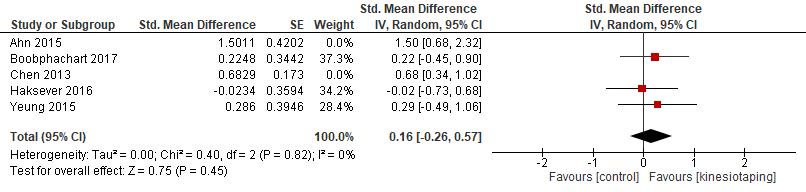 Std. Mean Difference Std. Mean Difference
Study or Subgroup Std. Mean Difference SE Weight IV, Random, 95% CI IV, Random, 95% CI
Ahn 2015 1.5011 0.4202 0.0% 1.50 [0.68, 2.32]
Boobphachart 2017 0.2248 0.3442 37.3% 0.22 [-0.45, 0.90]
Chen 2013 0.6829 0.173 0.0% 0.68 [0.34, 1.02]
Haksever 2016 -0.0234 0.3594 34.2% -0.02 [-0.73, 0.68]
Yeung 2015 0.286 0.3946 28.4% 0.29 [-0.49, 1.06]
Total (95% CI) 100.0% 0.16 [-0.26, 0.57]
Heterogeneity: Tau² = 0.00; Chi² = 0.40, df = 2 (P = 0.82); I² = 0%
Test for overall effect: Z = 0.75 (P = 0.45)
-2 -1 0 1 2
Favours [control] Favours [kinesiotaping]